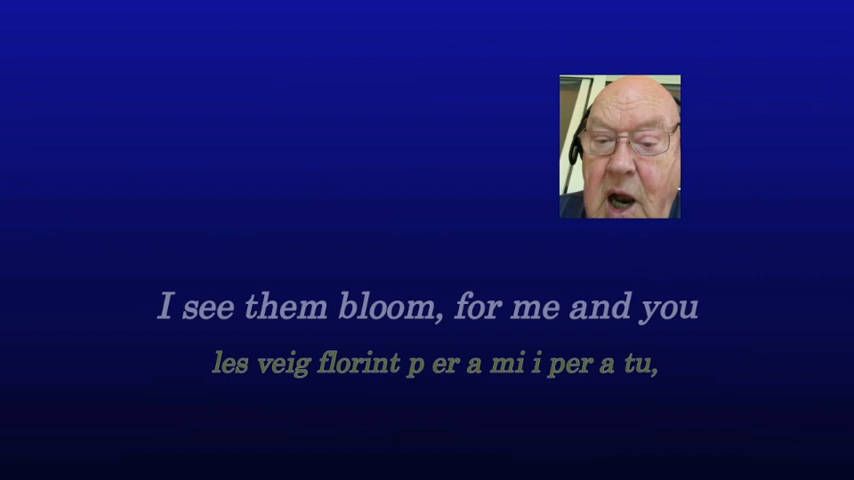 I see them bloom, for me and you
les veig florint p er a mi i per a tu,